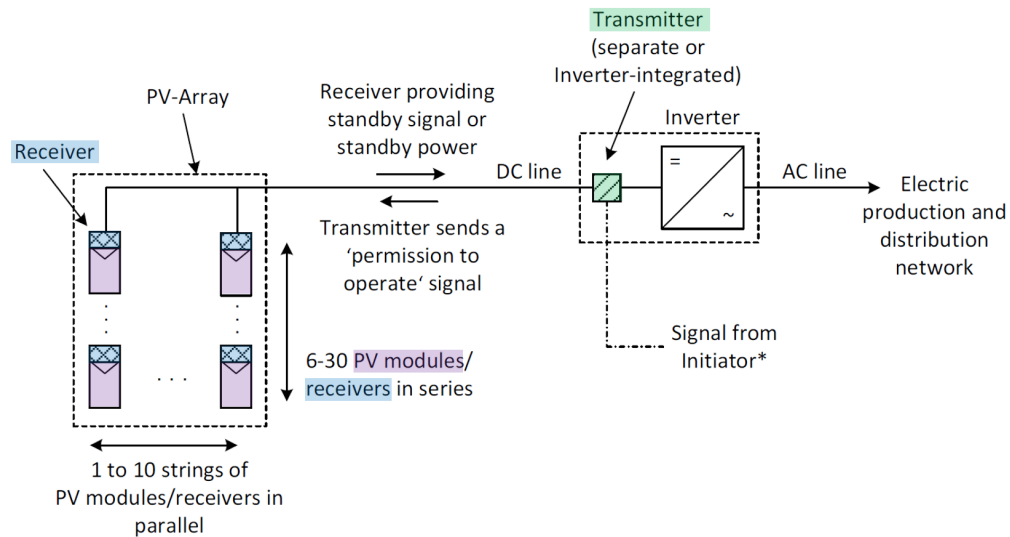 Transmitter
(separate or
Inverter-integrated)
PV-Array
Receiver providing
standby signal or
standby power
Inverter
Receiver
DC line
=
~
AC line
Electric
production and
distribution
network
Transmitter sends a
‘permission to
operate‘ signal
Signal from
Initiator*
6-30 PV modules/
receivers in series
. . .
1 to 10 strings of
PV modules/receivers in
parallel